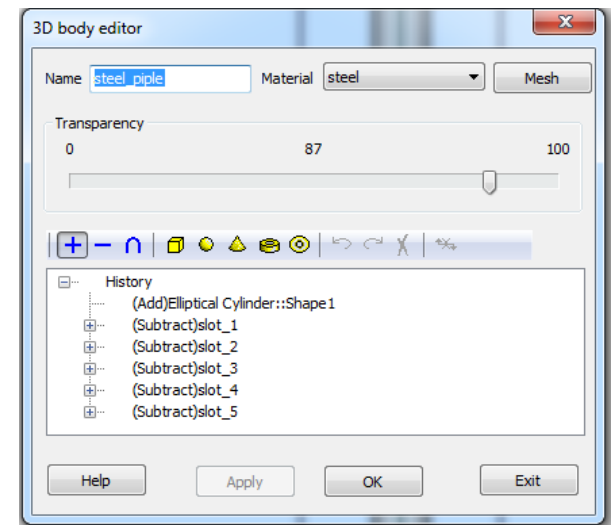 3D body editor
Name steel_piple Material steel Mesh
Transparency
0 87 100
History
(Add)Elliptical Cylinder::Shape1
(Subtract)slot_1
(Subtract)slot_2
(Subtract)slot_3
(Subtract)slot_4
(Subtract)slot_5
Help Apply OK Exit